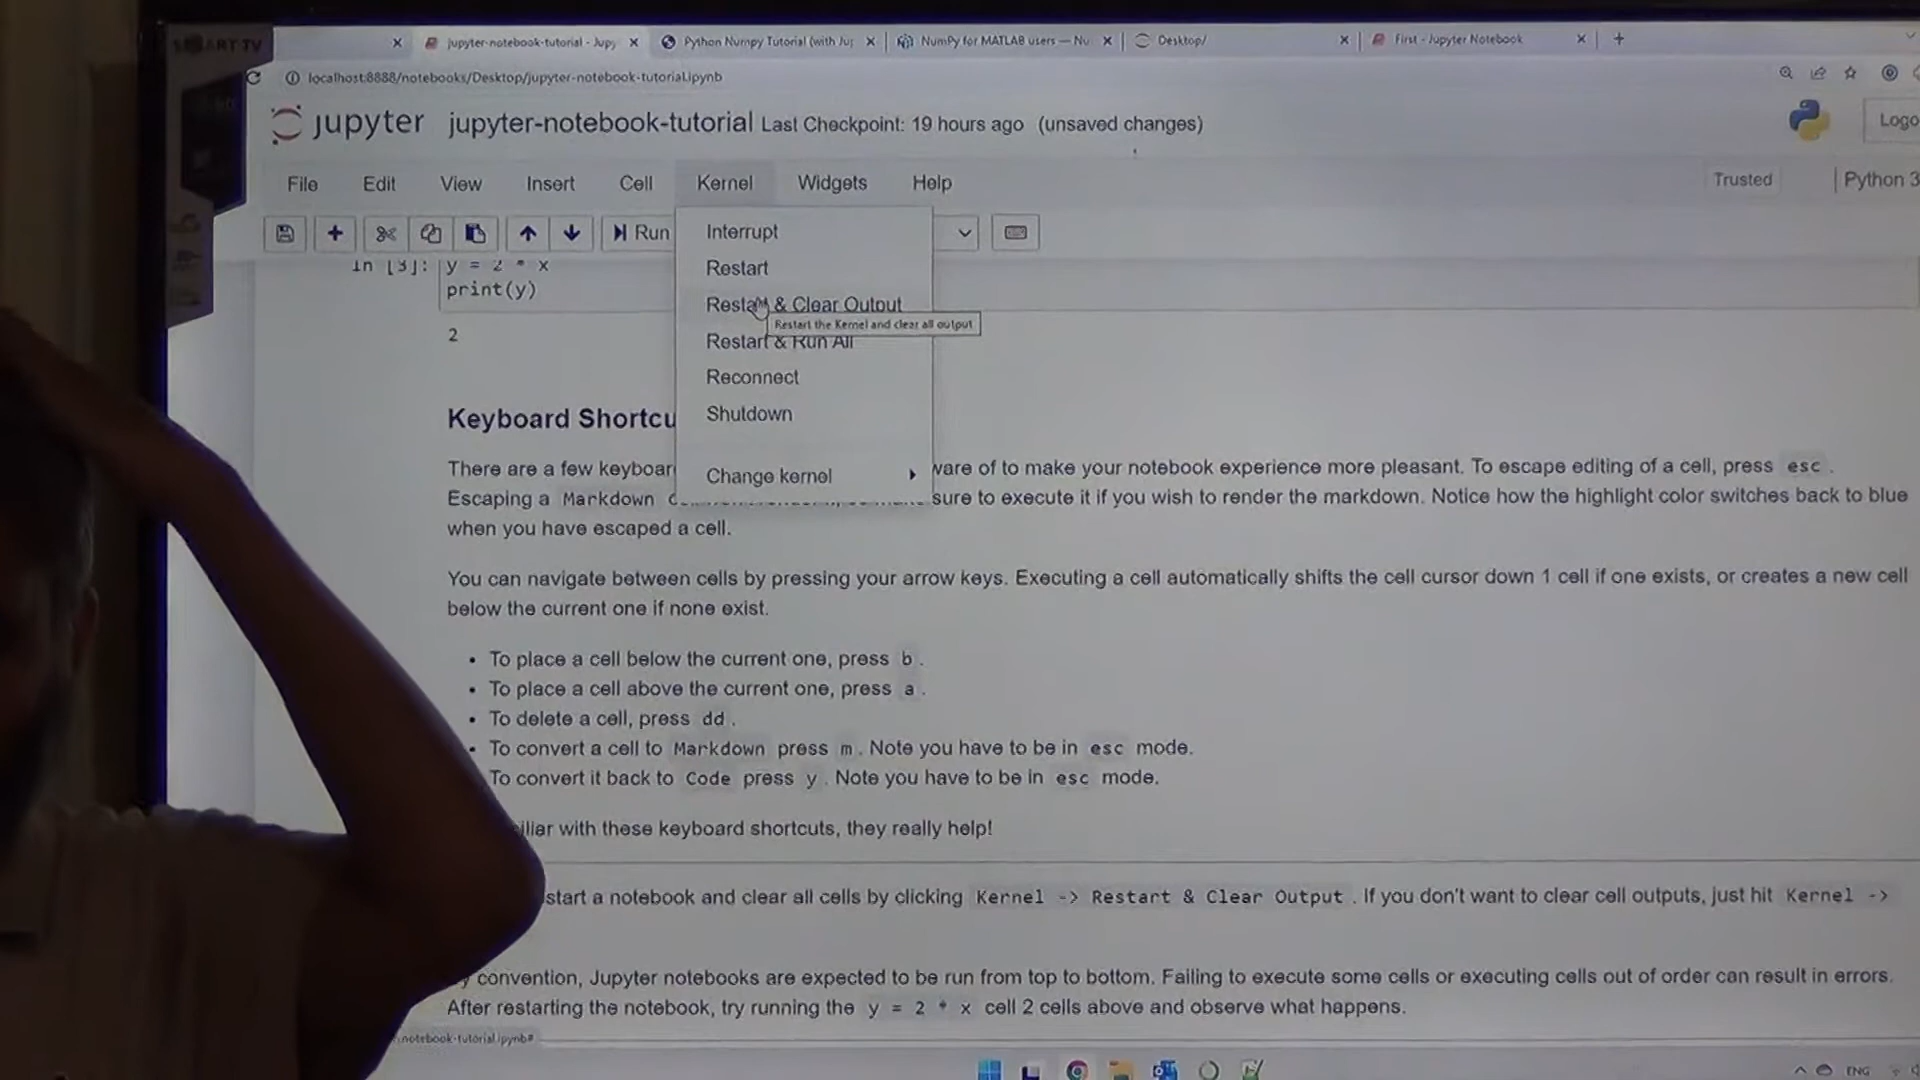 SMART TV
jupyter-notebook-tutorial - Jupy
Python Numpy Tutorial (with Jup
NumPy for MATLAB users — Nu
Desktop/
First - Jupyter Notebook
localhost:8888/notebooks/Desktop/jupyter-notebook-tutorial.ipynb
jupyter jupyter-notebook-tutorial Last Checkpoint: 19 hours ago (unsaved changes)
Logo
File Edit View Insert Cell Kernel Widgets Help
Trusted
Python 3
Run
Interrupt
Restart
Restart & Clear Output
Restart the Kernel and clear all output
Restart & Run All
Reconnect
Shutdown
Change kernel
In [3]: y = 2 * x
print(y)
2
Keyboard Shortcu
There are a few keyboar ware of to make your notebook experience more pleasant. To escape editing of a cell, press esc .
Escaping a Markdown sure to execute it if you wish to render the markdown. Notice how the highlight color switches back to blue
when you have escaped a cell.
You can navigate between cells by pressing your arrow keys. Executing a cell automatically shifts the cell cursor down 1 cell if one exists, or creates a new cell
below the current one if none exist.
• To place a cell below the current one, press b .
• To place a cell above the current one, press a .
• To delete a cell, press dd .
• To convert a cell to Markdown press m . Note you have to be in esc mode.
To convert it back to Code press y . Note you have to be in esc mode.
iliar with these keyboard shortcuts, they really help!
start a notebook and clear all cells by clicking Kernel -> Restart & Clear Output . If you don't want to clear cell outputs, just hit Kernel ->
y convention, Jupyter notebooks are expected to be run from top to bottom. Failing to execute some cells or executing cells out of order can result in errors.
After restarting the notebook, try running the y = 2 * x cell 2 cells above and observe what happens.
notebook-tutorial.ipynb#
ENG